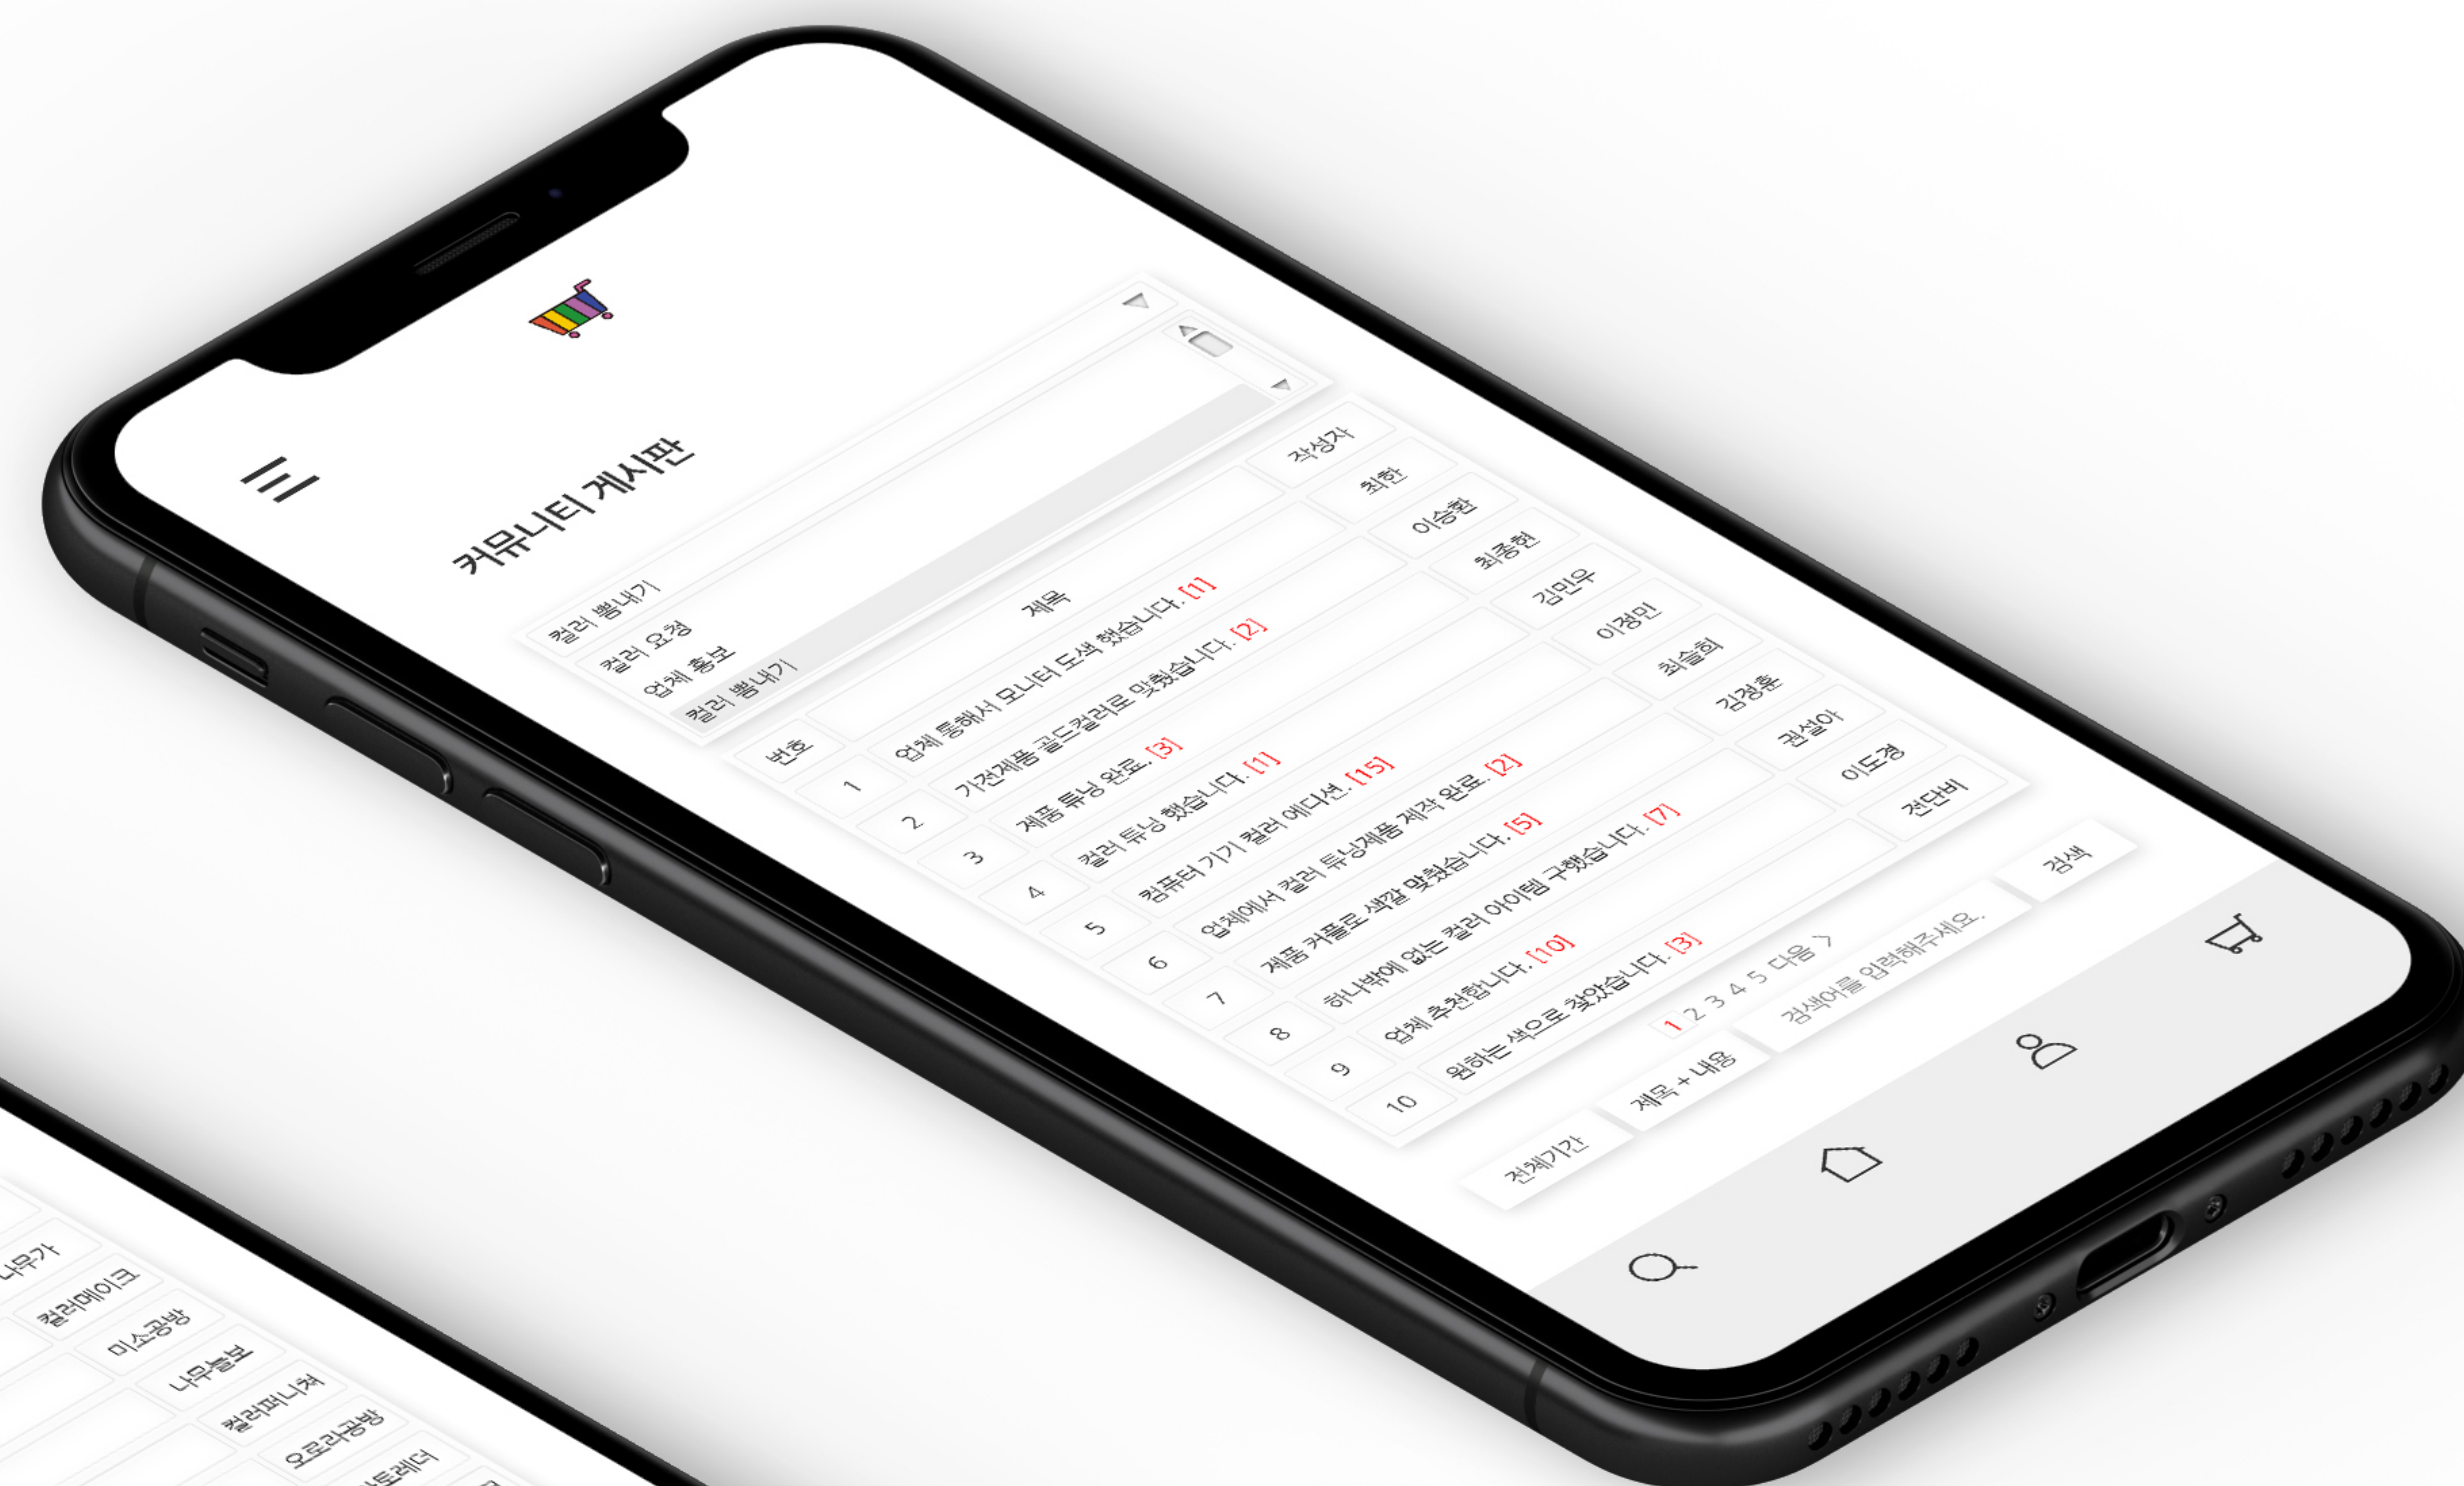 커뮤니티 게시판
컬러 뽐내기
컬러 요청
업체 홍보
컬러 뽐내기
번호 제목 작성자
1 업체 통해서 모니터 도색 했습니다. [1] 최한
2 가전제품 골드컬러로 맞췄습니다. [2] 이승환
3 제품 튜닝 완료. [3] 최종현
4 컬러 튜닝 했습니다. [1] 김민우
5 컴퓨터 기기 컬러 에디션. [15] 이정민
6 업체에서 컬러 튜닝제품 제작 완료. [2] 최슬희
7 제품 커플로 색깔 맞췄습니다. [5] 김정훈
8 하나밖에 없는 컬러 아이템 구했습니다. [7] 권설아
9 업체 추천합니다. [10] 이도경
10 원하는 색으로 찾았습니다. [3] 전단비
1 2 3 4 5 다음 >
전체기간 제목 + 내용 검색어를 입력해주세요. 검색
나무가
컬러메이크
미소공방
나무늘보
컬러퍼니쳐
오로라공방